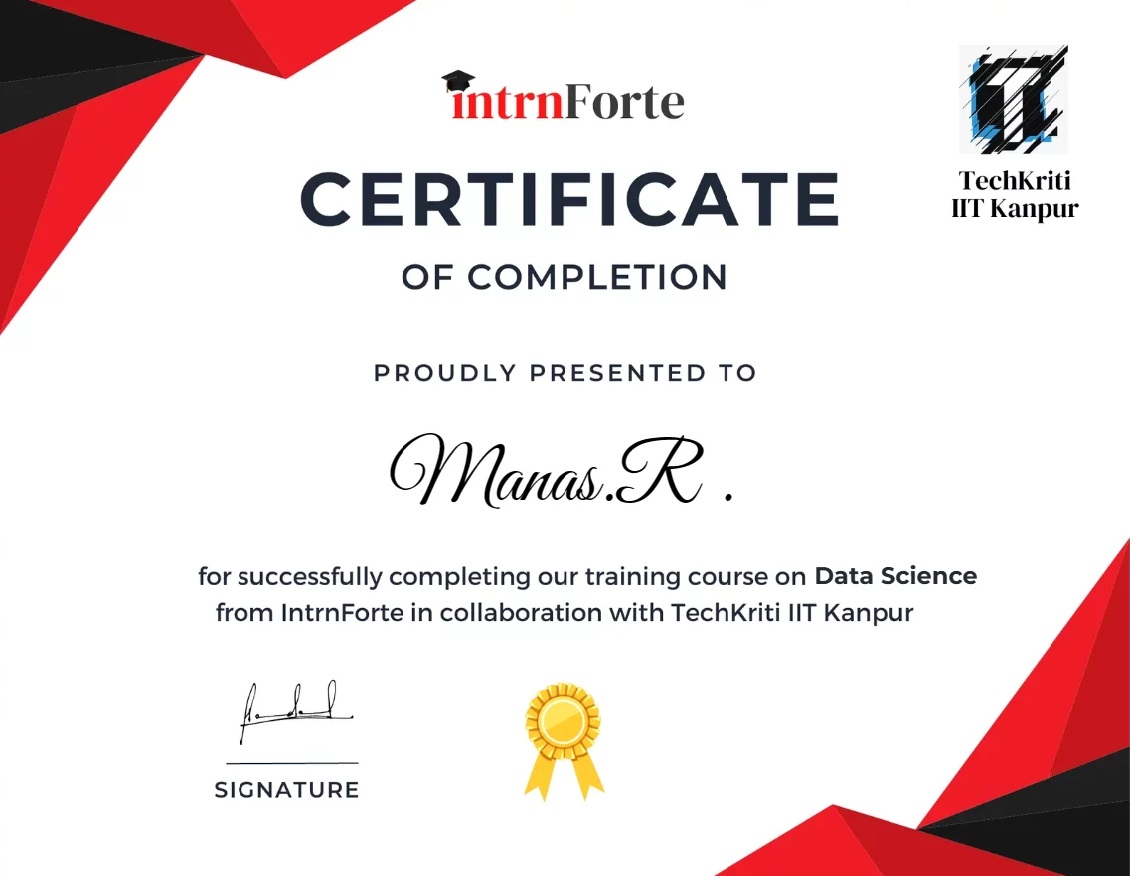 intrnForte
TechKriti
IIT Kanpur
CERTIFICATE
OF COMPLETION
PROUDLY PRESENTED TO
Manas.R .
for successfully completing our training course on Data Science
from IntrnForte in collaboration with TechKriti IIT Kanpur
SIGNATURE